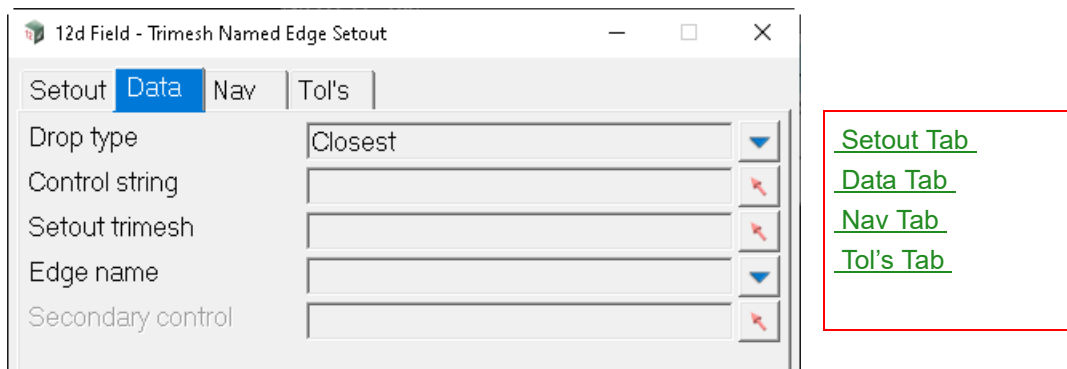 12d Field - Trimesh Named Edge Setout
Setout Data Nav Tol's
Drop type Closest
Control string
Setout trimesh
Edge name
Secondary control
Setout Tab
Data Tab
Nav Tab
Tol’s Tab